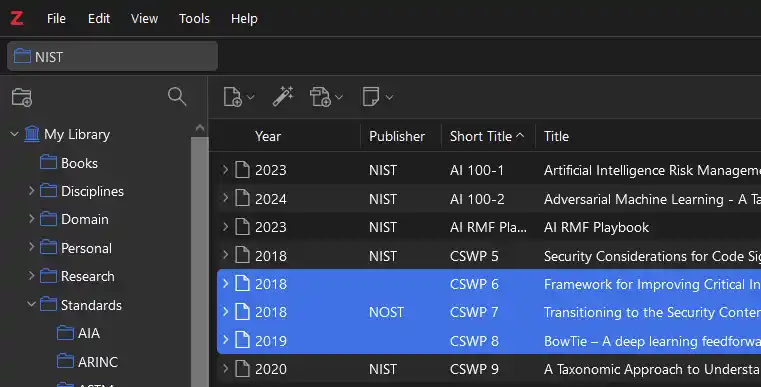 Z File Edit View Tools Help
NIST
My Library
Books
Disciplines
Domain
Personal
Research
Standards
AIA
ARINC
ASTM
Year Publisher Short Title Title
2023 NIST AI 100-1 Artificial Intelligence Risk Manageme
2024 NIST AI 100-2 Adversarial Machine Learning - A Ta
2023 NIST AI RMF Pla... AI RMF Playbook
2018 NIST CSWP 5 Security Considerations for Code Sig
2018 CSWP 6 Framework for Improving Critical In
2018 NOST CSWP 7 Transitioning to the Security Conten
2019 CSWP 8 BowTie – A deep learning feedforwa
2020 NIST CSWP 9 A Taxonomic Approach to Understa